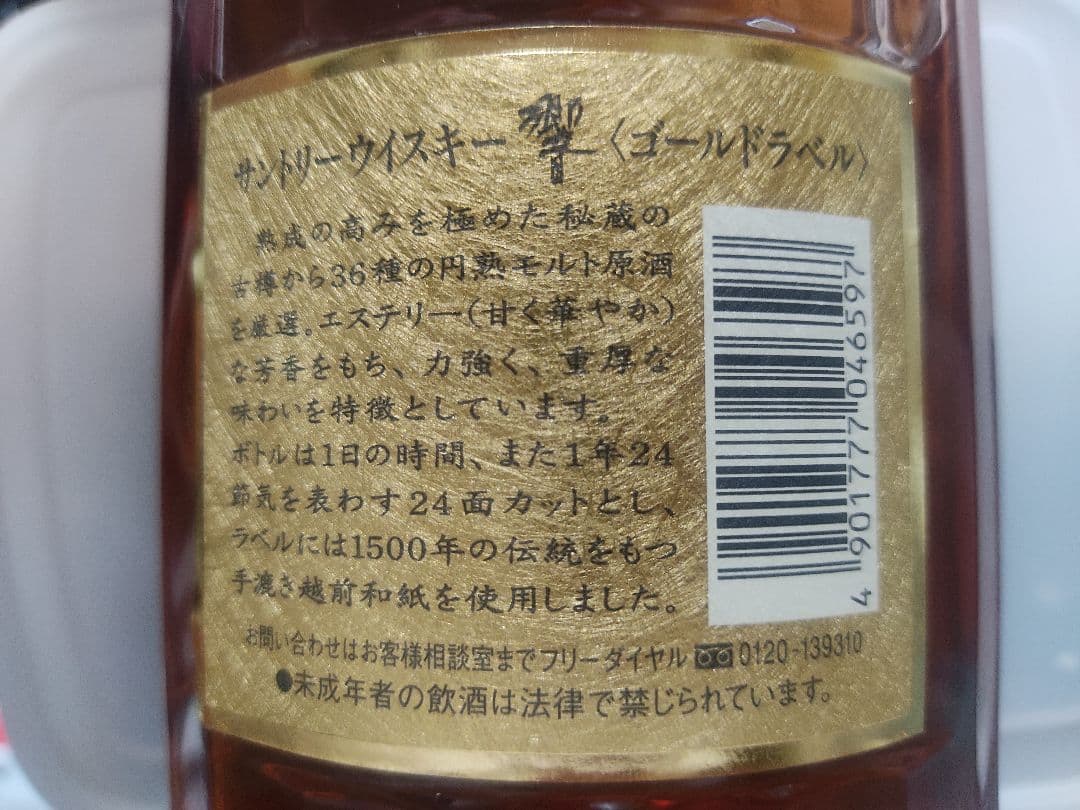 サントリーウイスキー 響〈ゴールドラベル〉
熟成の高みを極めた秘蔵の
古樽から36種の円熟モルト原酒
を厳選。エステリー(甘く華やか)
な芳香をもち、力強く、重厚な
味わいを特徴としています。
ボトルは1日の時間、また1年24
節気を表わす24面カットとし、
ラベルには1500年の伝統をもつ
手漉き越前和紙を使用しました。
お問い合わせはお客様相談室までフリーダイヤル 0120-139310
●未成年者の飲酒は法律で禁じられています。
4 901777 046597